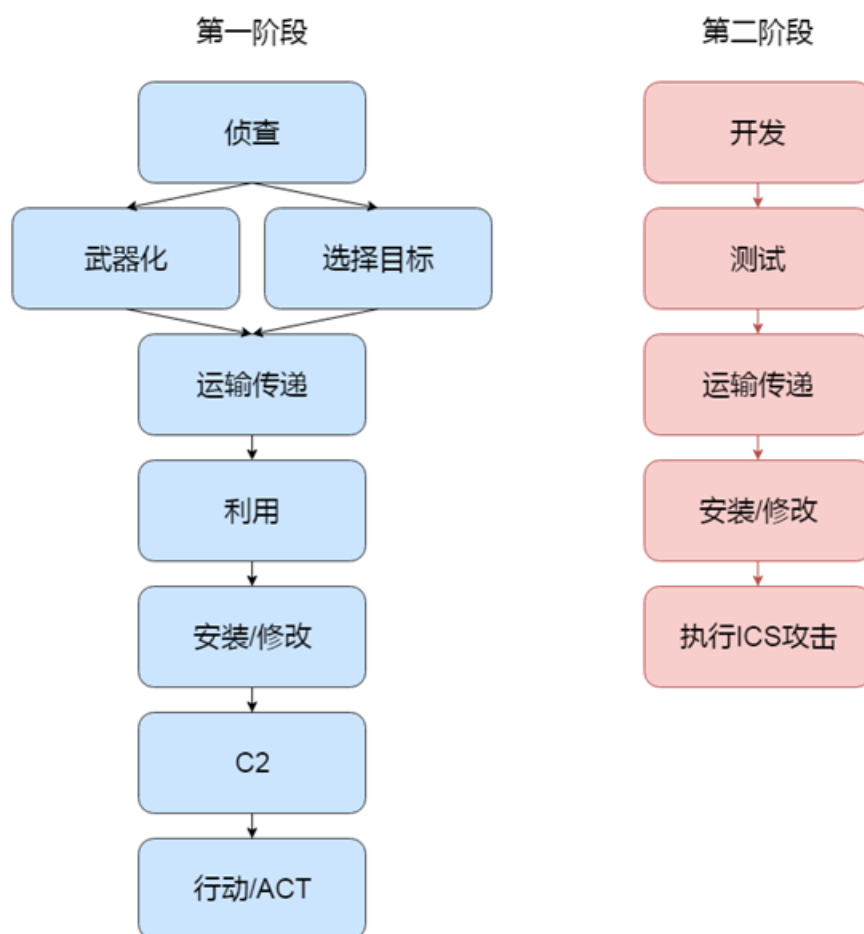 第一阶段
侦查
武器化
选择目标
运输传递
利用
安装/修改
C2
行动/ACT
第二阶段
开发
测试
运输传递
安装/修改
执行ICS攻击